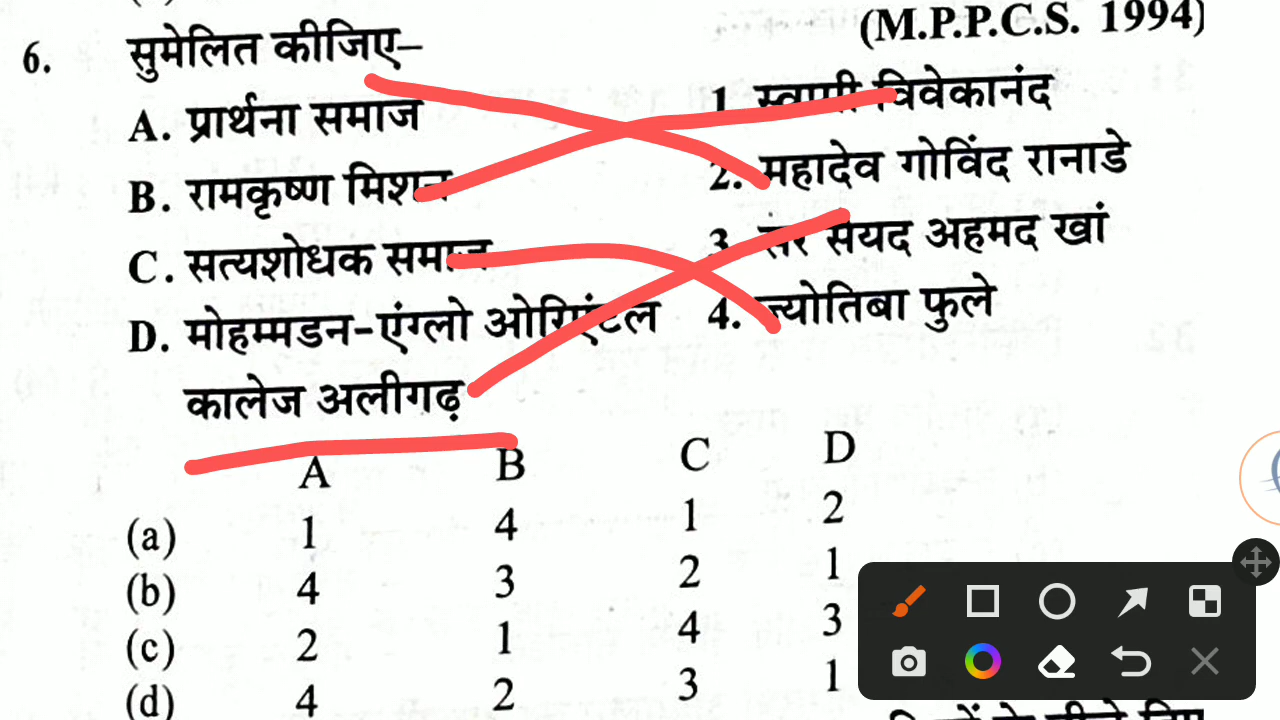 (M.P.P.C.S. 1994)
6. सुमेलित कीजिए–
A. प्रार्थना समाज 1. स्वामी विवेकानंद
B. रामकृष्ण मिशन 2. महादेव गोविंद रानाडे
C. सत्यशोधक समाज 3. सर सैयद अहमद खां
D. मोहम्मडन-एंग्लो ओरिएंटल 4. ज्योतिबा फुले
कालेज अलीगढ़
A B C D
(a) 1 4 1 2
(b) 4 3 2 1
(c) 2 1 4 3
(d) 4 2 3 1